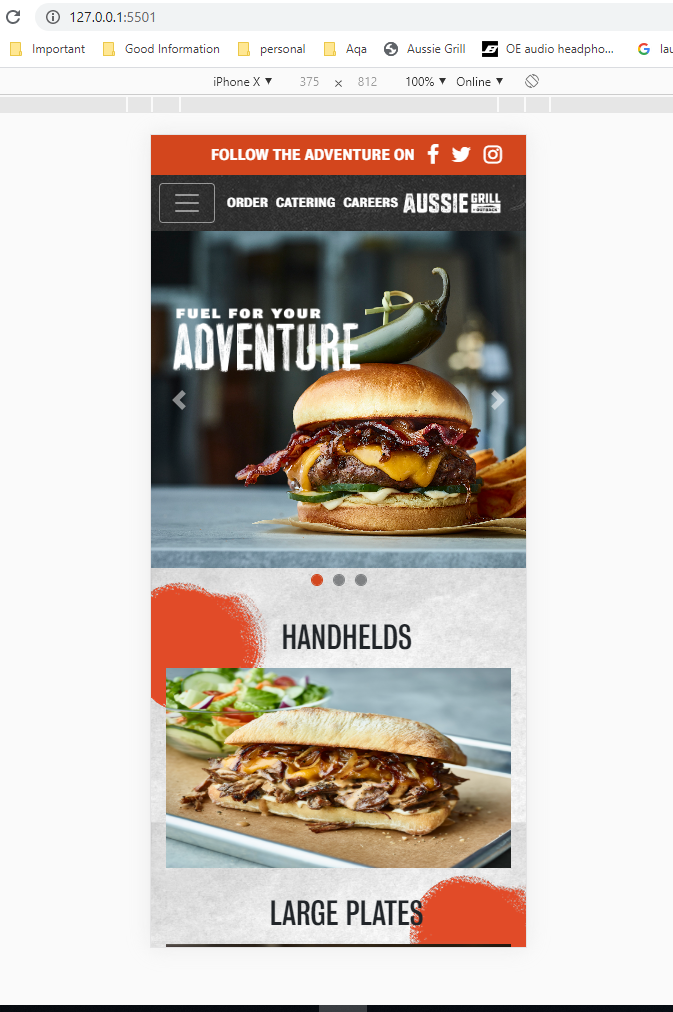 127.0.0.1:5501
Important Good Information personal Aqa Aussie Grill OE audio headpho... lau
iPhone X ▼ 375 × 812 100% ▼ Online ▼
FOLLOW THE ADVENTURE ON
ORDER CATERING CAREERS AUSSIE GRILL
FUEL FOR YOUR
ADVENTURE
HANDHELDS
LARGE PLATES